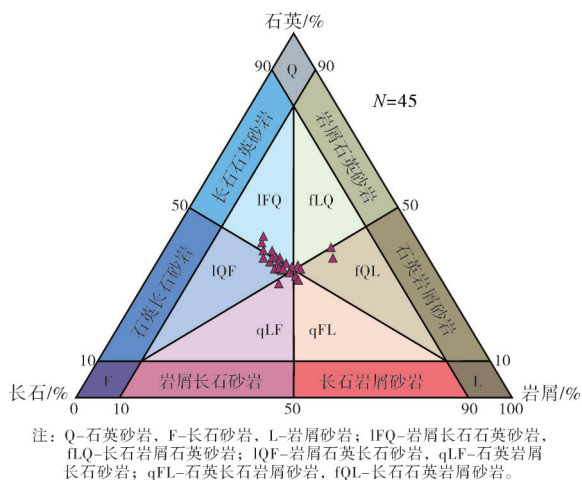 石英/%
90
Q
90
N=45
长石石英砂岩
岩屑石英砂岩
50
lFQ
fLQ
50
石英长石砂岩
lQF
fQL
石英岩屑砂岩
qLF
qFL
10
10
长石/%
F
岩屑长石砂岩
长石岩屑砂岩
L
岩屑/%
0
10
50
90
100
注：Q-石英砂岩，F-长石砂岩，L-岩屑砂岩；lFQ-岩屑长石石英砂岩，
fLQ-长石岩屑石英砂岩；lQF-岩屑石英长石砂岩，qLF-石英岩屑
长石砂岩；qFL-石英长石岩屑砂岩，fQL-长石石英岩屑砂岩。